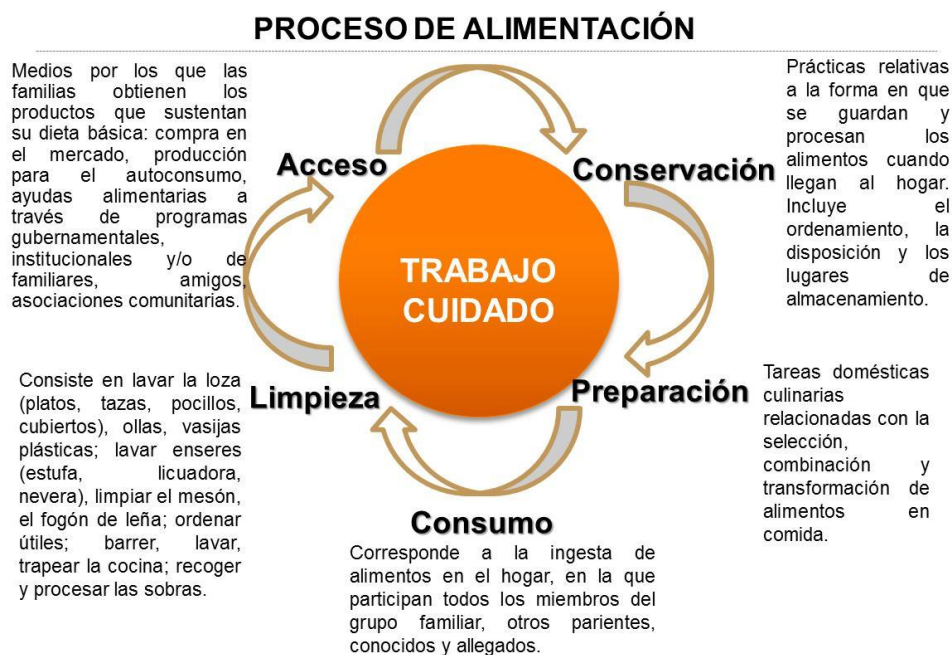 PROCESO DE ALIMENTACIÓN
Medios por los que las
familias obtienen los
productos que sustentan
su dieta básica: compra en
el mercado, producción
para el autoconsumo,
ayudas alimentarias a
través de programas
gubernamentales,
institucionales y/o de
familiares, amigos,
asociaciones comunitarias.
Acceso
Conservación
Prácticas relativas
a la forma en que
se guardan y
procesan los
alimentos cuando
llegan al hogar.
Incluye el
ordenamiento, la
disposición y los
lugares de
almacenamiento.
TRABAJO
CUIDADO
Limpieza
Consiste en lavar la loza
(platos, tazas, pocillos,
cubiertos), ollas, vasijas
plásticas; lavar enseres
(estufa, licuadora,
nevera), limpiar el mesón,
el fogón de leña; ordenar
útiles; barrer, lavar,
trapear la cocina; recoger
y procesar las sobras.
Preparación
Tareas domésticas
culinarias
relacionadas con la
selección,
combinación y
transformación de
alimentos en
comida.
Consumo
Corresponde a la ingesta de
alimentos en el hogar, en la que
participan todos los miembros del
grupo familiar, otros parientes,
conocidos y allegados.